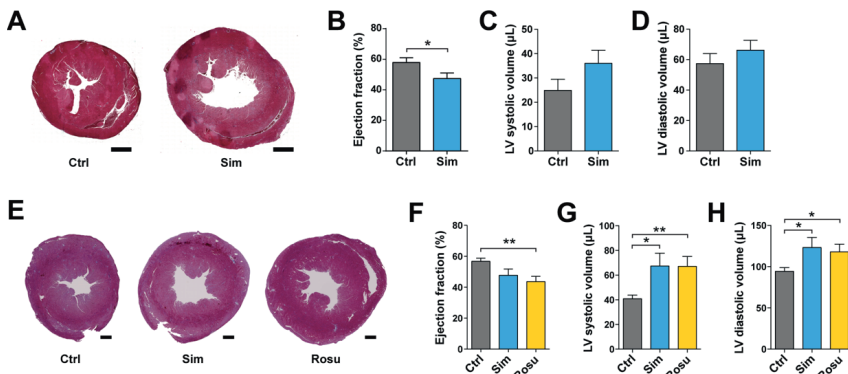 A
Ctrl
Sim
B
Ejection fraction (%)
80
60
40
20
0
*
Ctrl
Sim
C
LV systolic volume (µL)
50
40
30
20
10
0
Ctrl
Sim
D
LV diastolic volume (µL)
80
60
40
20
0
Ctrl
Sim
E
Ctrl
Sim
Rosu
F
Ejection fraction (%)
80
60
40
20
0
**
Ctrl
Sim
Rosu
G
LV systolic volume (µL)
100
80
60
40
20
0
*
**
Ctrl
Sim
Rosu
H
LV diastolic volume (µL)
150
100
50
0
*
*
Ctrl
Sim
Rosu